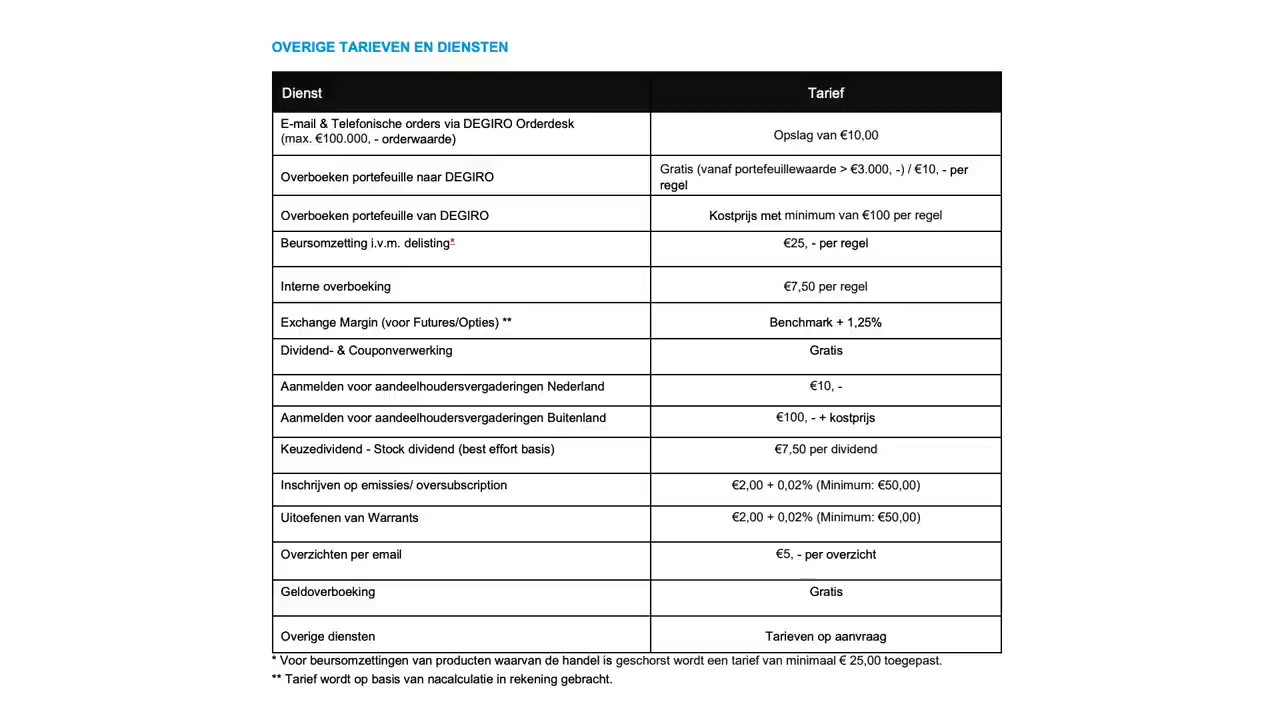 OVERIGE TARIEVEN EN DIENSTEN
Dienst Tarief
E-mail & Telefonische orders via DEGIRO Orderdesk
(max. €100.000, - orderwaarde)
Opslag van €10,00
Overboeken portefeuille naar DEGIRO
Gratis (vanaf portefeuillewaarde > €3.000, -) / €10, - per
regel
Overboeken portefeuille van DEGIRO Kostprijs met minimum van €100 per regel
Beursomzetting i.v.m. delisting* €25, - per regel
Interne overboeking €7,50 per regel
Exchange Margin (voor Futures/Opties) ** Benchmark + 1,25%
Dividend- & Couponverwerking Gratis
Aanmelden voor aandeelhoudersvergaderingen Nederland €10, -
Aanmelden voor aandeelhoudersvergaderingen Buitenland €100, - + kostprijs
Keuzedividend - Stock dividend (best effort basis) €7,50 per dividend
Inschrijven op emissies/ oversubscription €2,00 + 0,02% (Minimum: €50,00)
Uitoefenen van Warrants €2,00 + 0,02% (Minimum: €50,00)
Overzichten per email €5, - per overzicht
Geldoverboeking Gratis
Overige diensten Tarieven op aanvraag
* Voor beursomzettingen van producten waarvan de handel is geschorst wordt een tarief van minimaal € 25,00 toegepast.
** Tarief wordt op basis van nacalculatie in rekening gebracht.